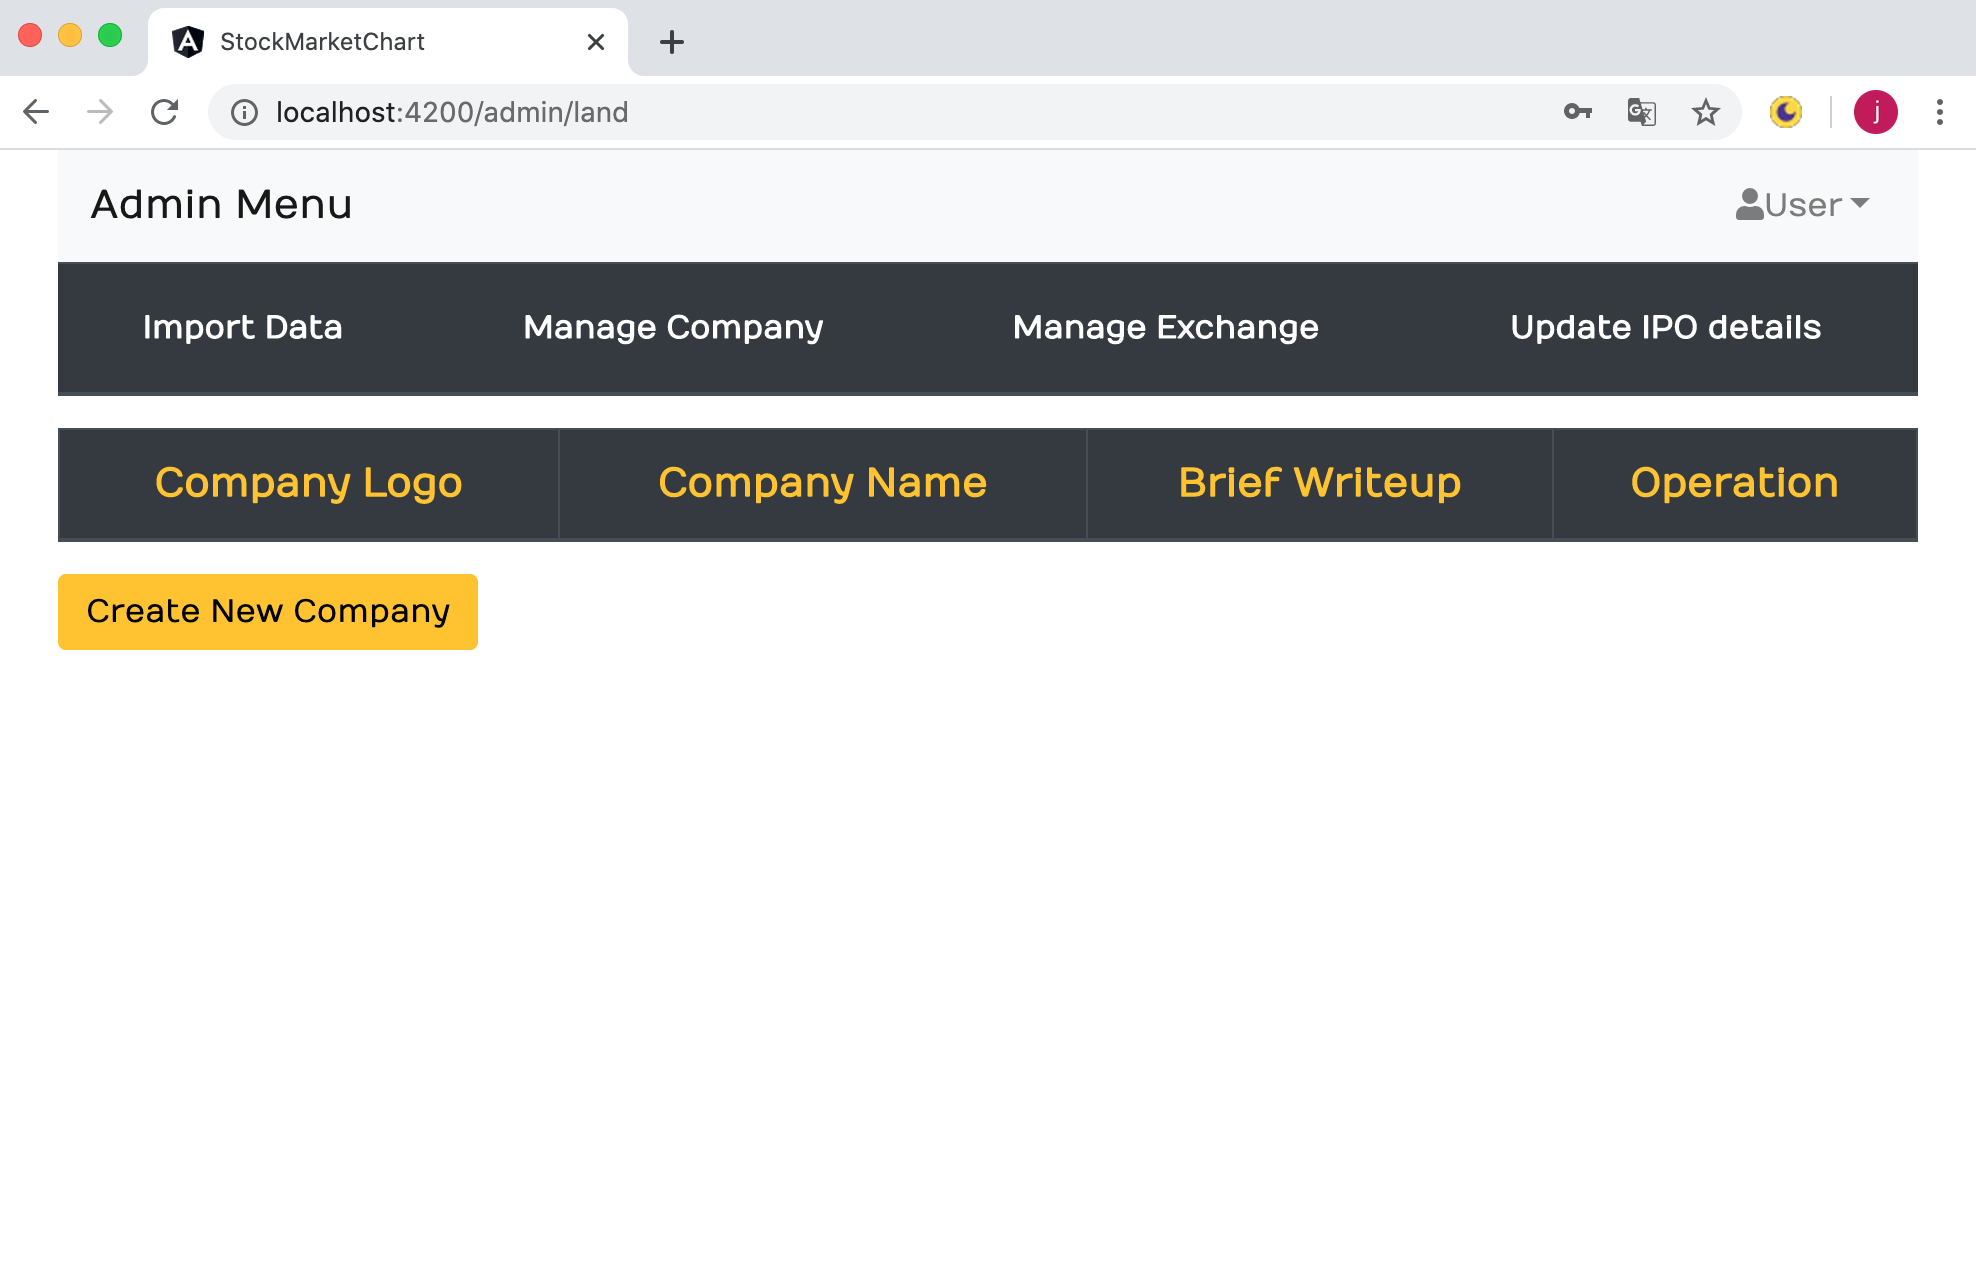 StockMarketChart
localhost:4200/admin/land
j
Admin Menu
User
Import Data Manage Company Manage Exchange Update IPO details
Company Logo Company Name Brief Writeup Operation
Create New Company